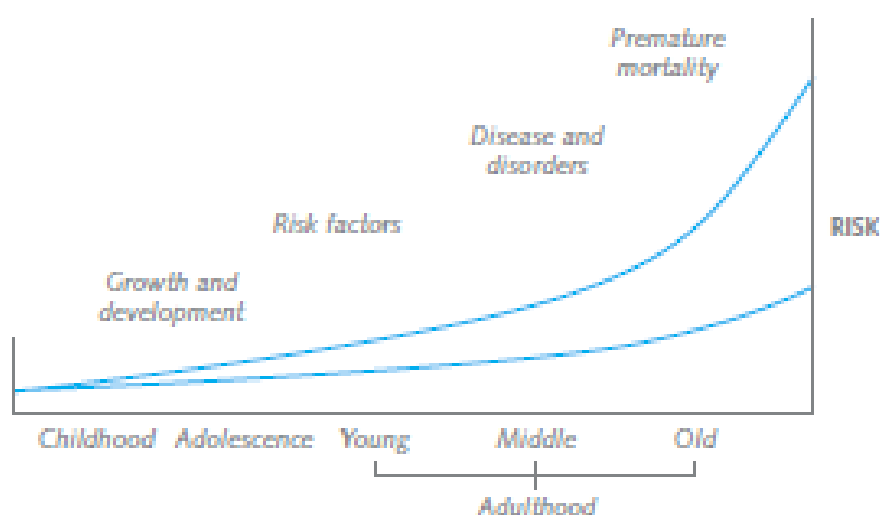 Premature
mortality
Disease and
disorders
Risk factors
RISK
Growth and
development
Childhood Adolescence Young Middle Old
Adulthood